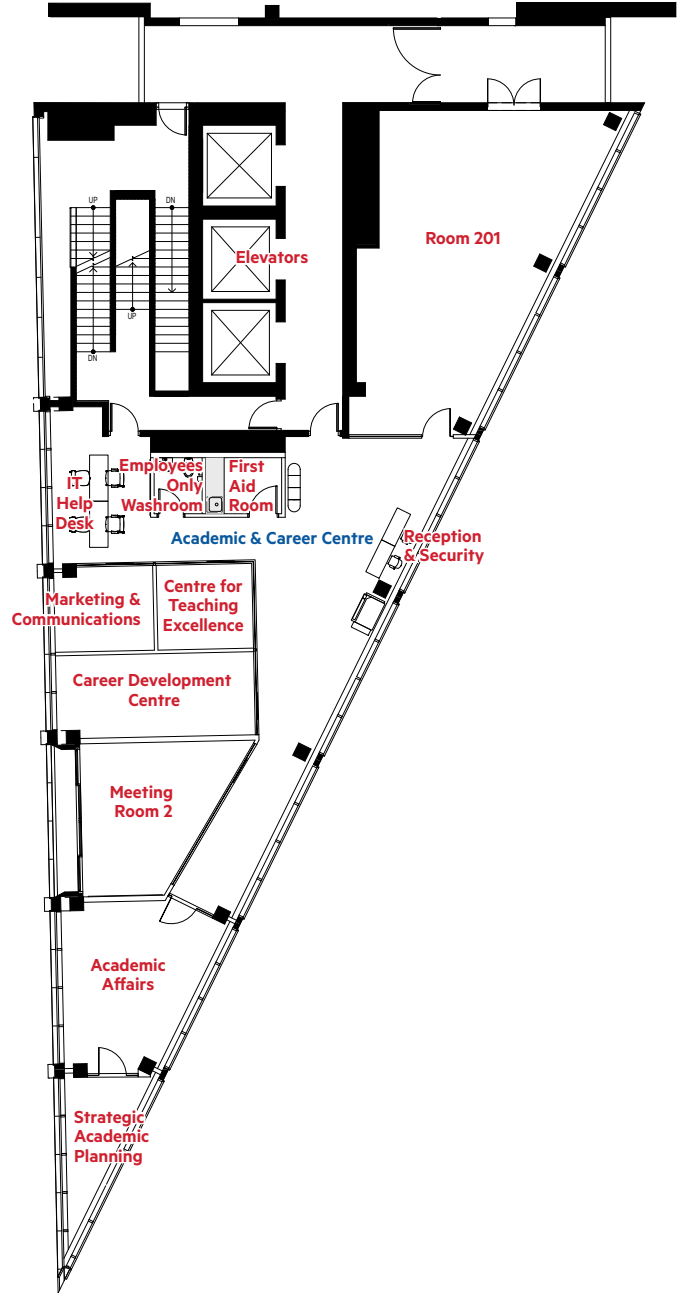 UP
DN
Room 201
Elevators
UP
DN
Employees
Only
Washroom
First
Aid
Room
IT
Help
Desk
Academic & Career Centre
Reception
& Security
Marketing &
Communications
Centre for
Teaching
Excellence
Career Development
Centre
Meeting
Room 2
Academic
Affairs
Strategic
Academic
Planning